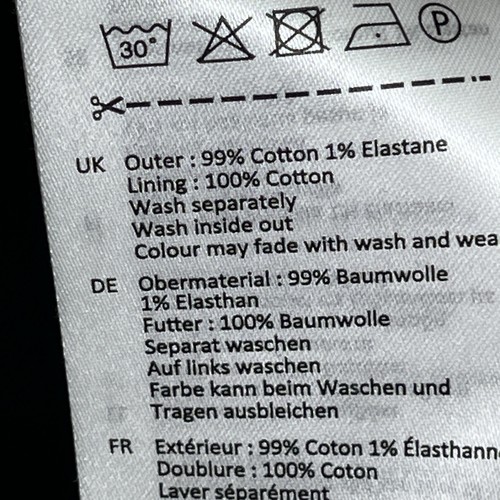 30°
P
UK Outer : 99% Cotton 1% Elastane
Lining : 100% Cotton
Wash separately
Wash inside out
Colour may fade with wash and wea
DE Obermaterial : 99% Baumwolle
1% Elasthan
Futter : 100% Baumwolle
Separat waschen
Auf links waschen
Farbe kann beim Waschen und
Tragen ausbleichen
FR Extérieur : 99% Coton 1% Élasthann
Doublure : 100% Coton
Laver séparément